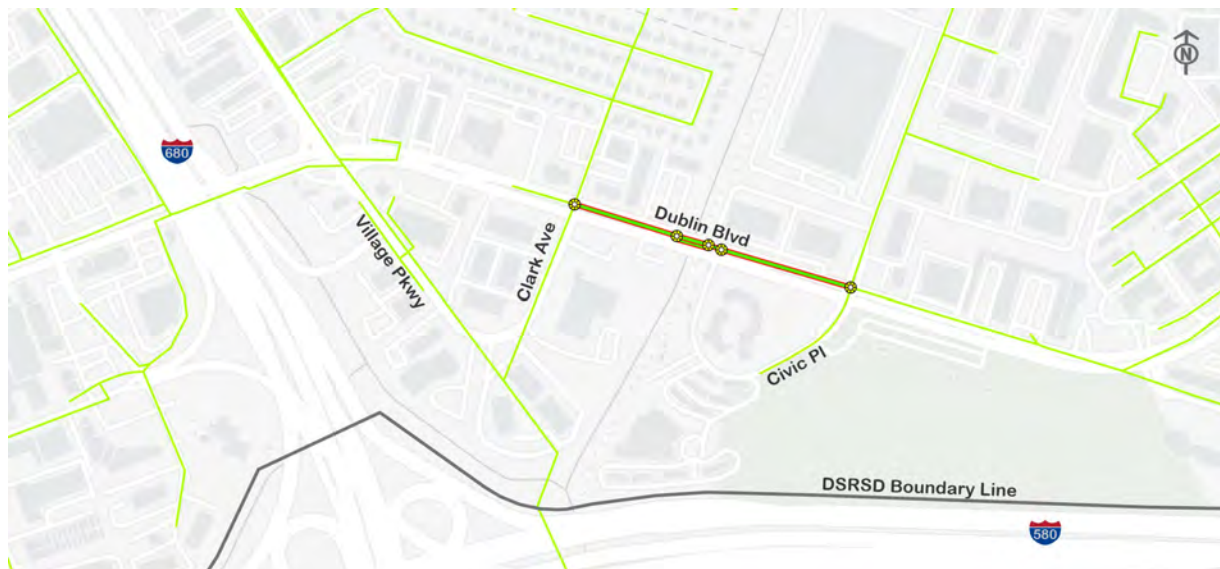 N
680
Dublin Blvd
Village Pkwy
Clark Ave
Civic Pl
DSRSD Boundary Line
580